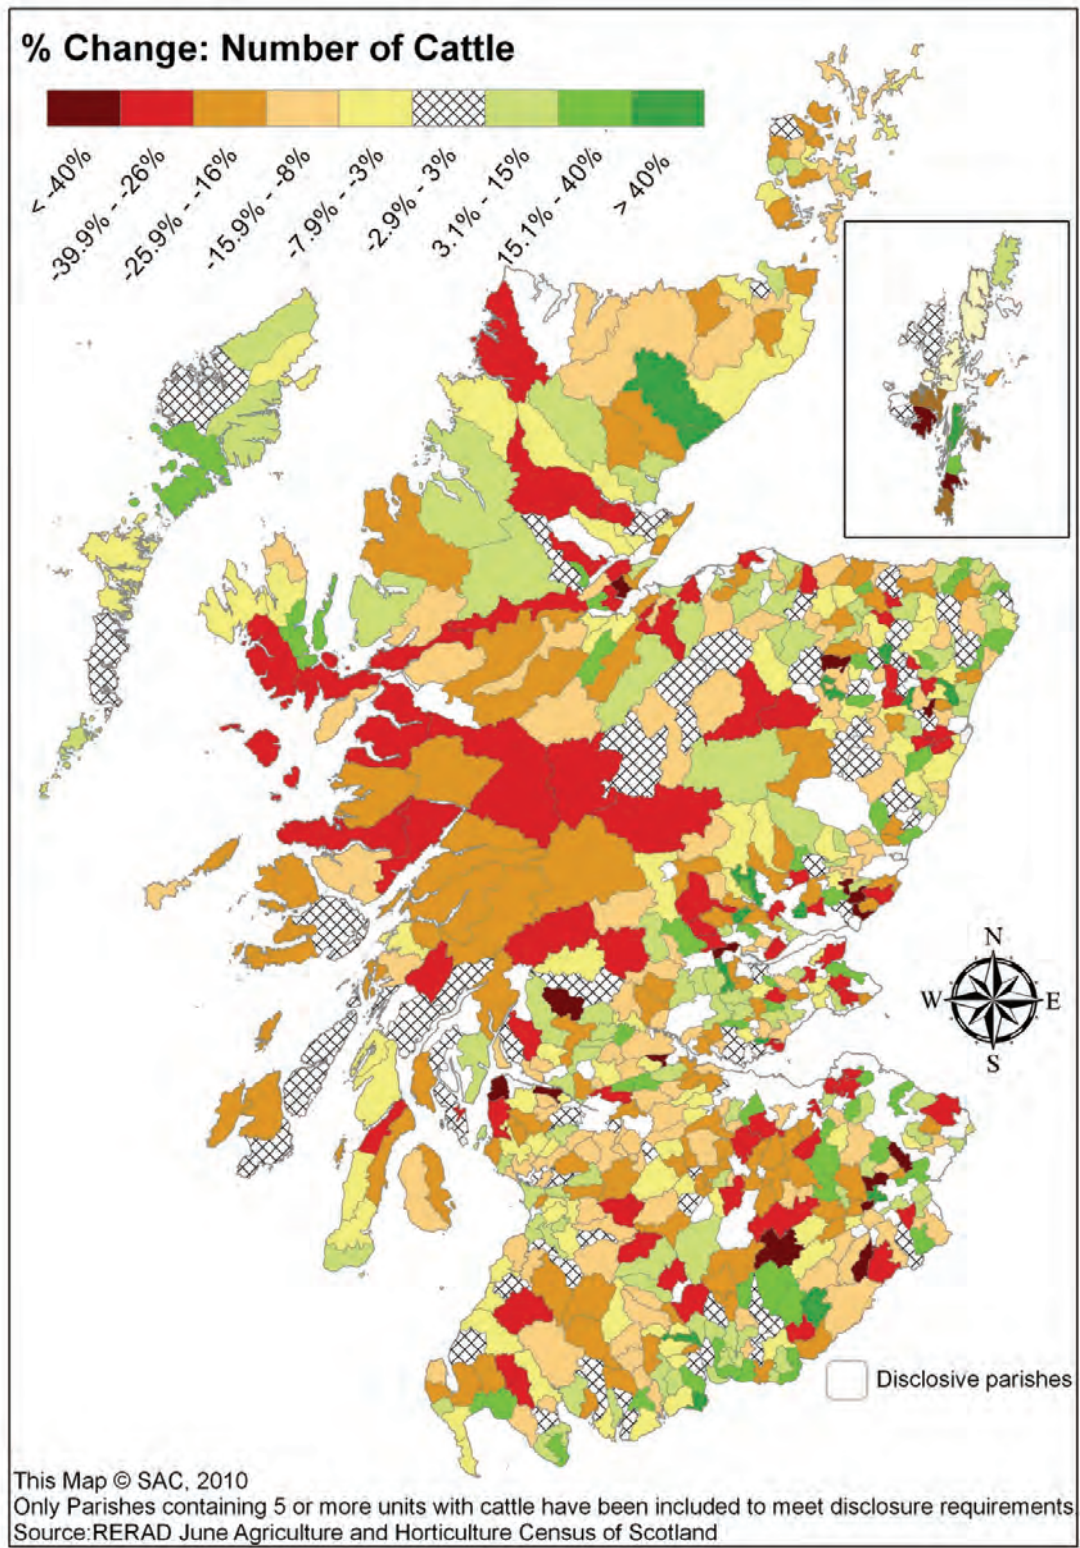 % Change: Number of Cattle
< -40%
-39.9% - -26%
-25.9% - -16%
-15.9% - -8%
-7.9% - -3%
-2.9% - 3%
3.1% - 15%
15.1% - 40%
> 40%
N
W
E
S
Disclosive parishes
This Map © SAC, 2010
Only Parishes containing 5 or more units with cattle have been included to meet disclosure requirements
Source:RERAD June Agriculture and Horticulture Census of Scotland